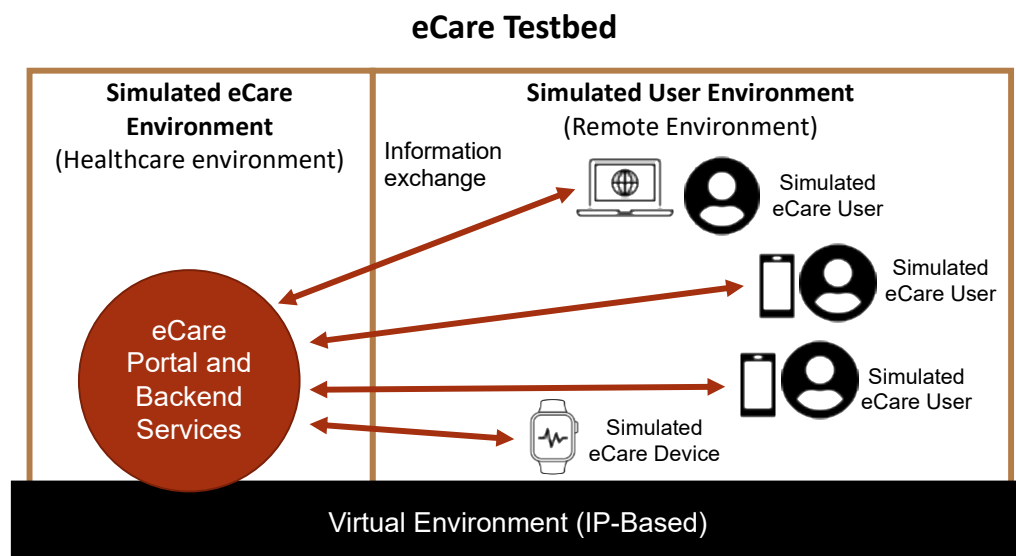 eCare Testbed
Simulated eCare
Environment
(Healthcare environment)
Simulated User Environment
(Remote Environment)
Information
exchange
Simulated
eCare User
Simulated
eCare User
Simulated
eCare User
Simulated
eCare Device
eCare
Portal and
Backend
Services
Virtual Environment (IP-Based)